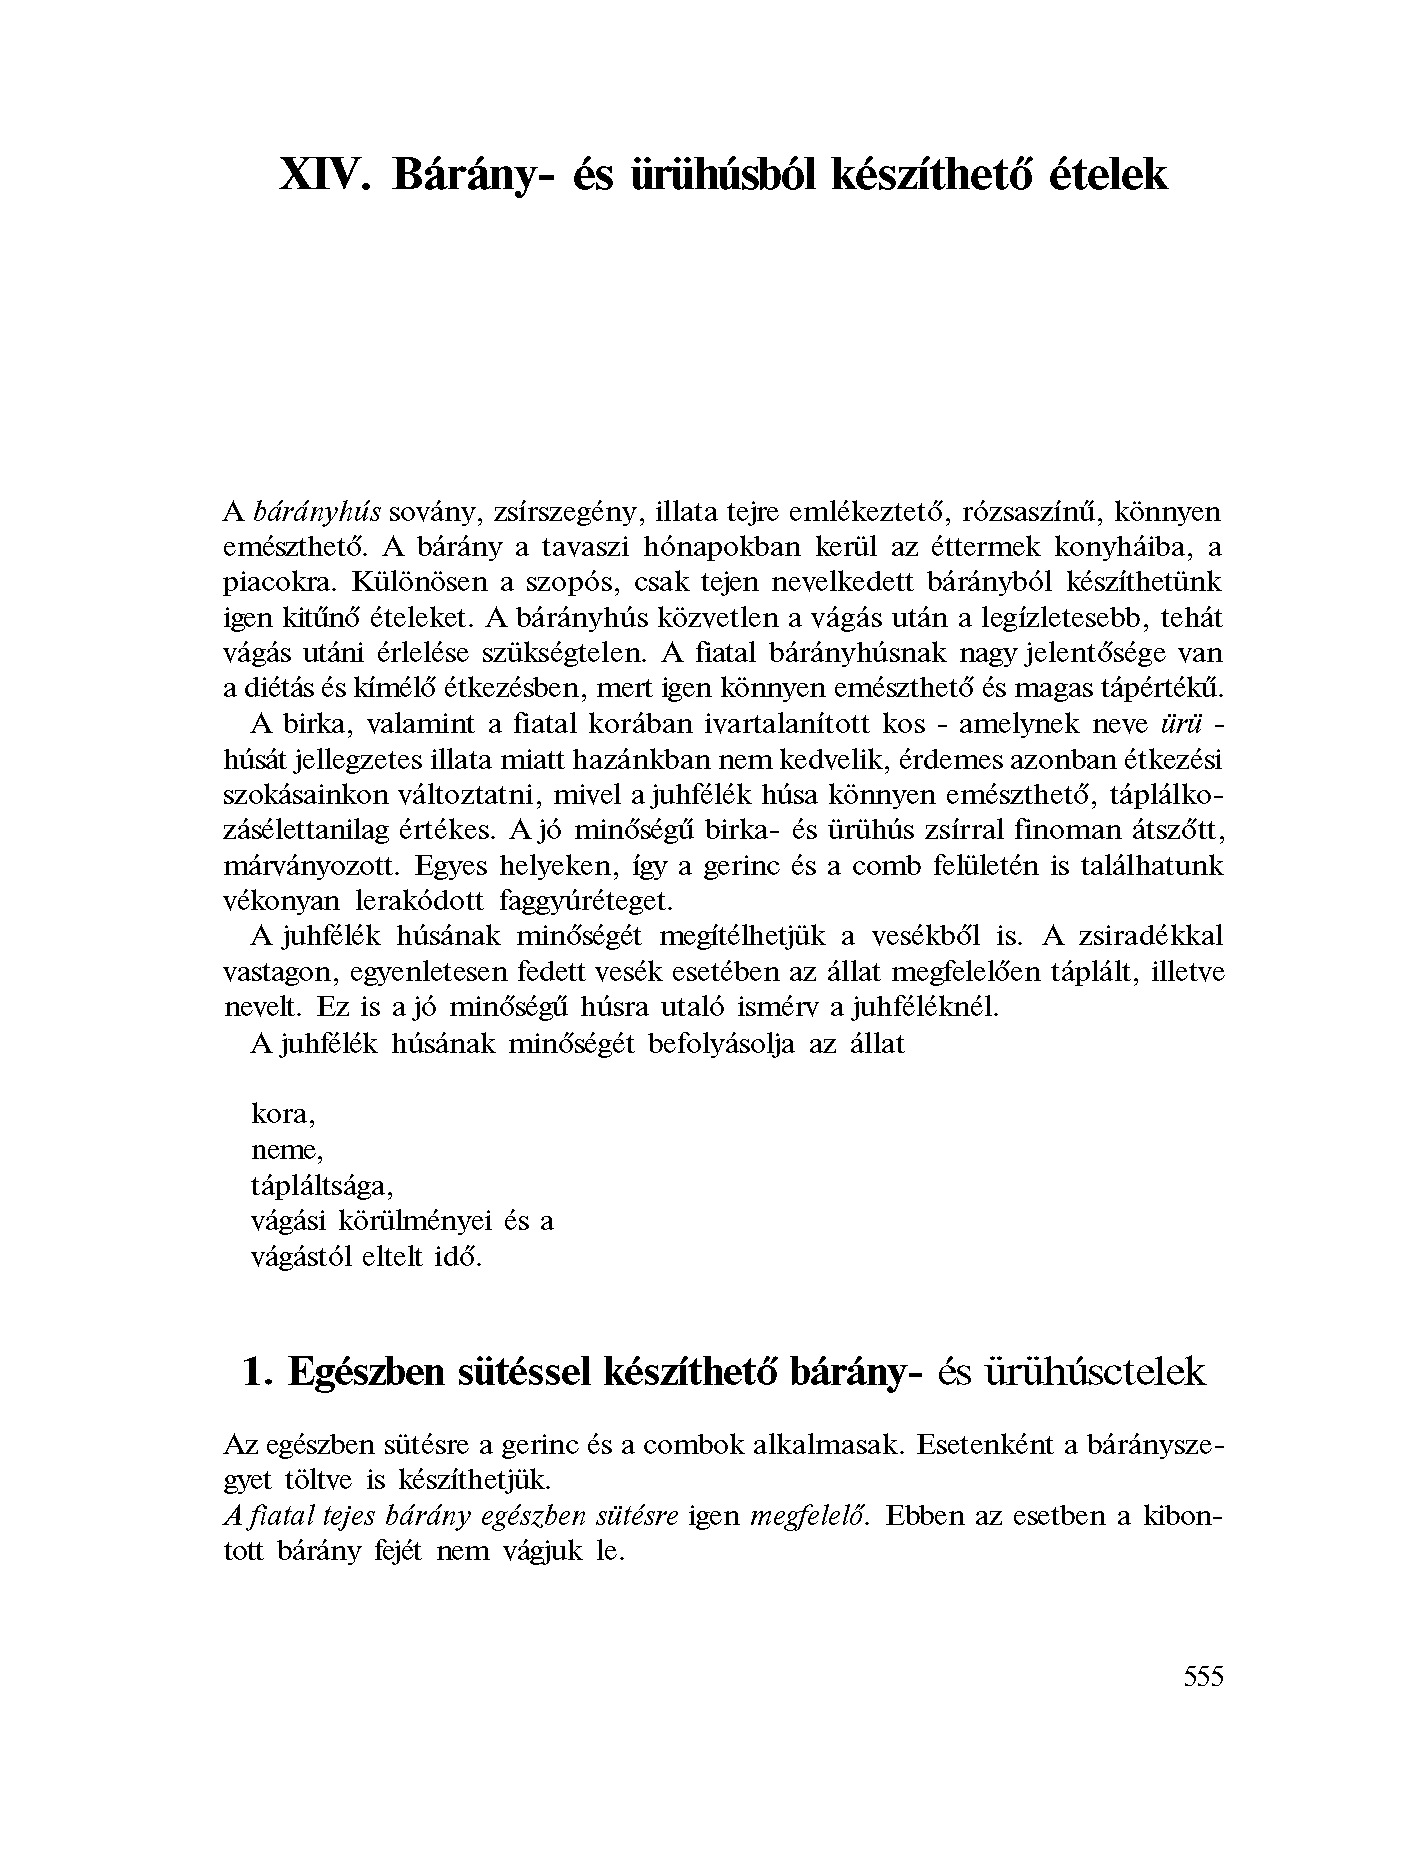 XIV. Bárány- és ürühúsból készíthető ételek
A bárányhús sovány, zsírszegény, illata tejre emlékeztető, rózsaszínű, könnyen
emészthető. A bárány a tavaszi hónapokban kerül az éttermek konyháiba, a
piacokra. Különösen a szopós, csak tejen nevelkedett bárányból készíthetünk
igen kitűnő ételeket. A bárányhús közvetlen a vágás után a legízletesebb, tehát
vágás utáni érlelése szükségtelen. A fiatal bárányhúsnak nagy jelentősége van
a diétás és kímélő étkezésben, mert igen könnyen emészthető és magas tápértékű.
A birka, valamint a fiatal korában ivartalanított kos - amelynek neve ürü -
húsát jellegzetes illata miatt hazánkban nem kedvelik, érdemes azonban étkezési
szokásainkon változtatni, mivel a juhfélék húsa könnyen emészthető, táplálko-
zásélettanilag értékes. A jó minőségű birka- és ürühús zsírral finoman átszőtt,
márványozott. Egyes helyeken, így a gerinc és a comb felületén is találhatunk
vékonyan lerakódott faggyúréteget.
A juhfélék húsának minőségét megítélhetjük a vesékből is. A zsiradékkal
vastagon, egyenletesen fedett vesék esetében az állat megfelelően táplált, illetve
nevelt. Ez is a jó minőségű húsra utaló ismérv a juhféléknél.
A juhfélék húsának minőségét befolyásolja az állat
kora,
neme,
tápláltsága,
vágási körülményei és a
vágástól eltelt idő.
1. Egészben sütéssel készíthető bárány- és ürühúsctelek
Az egészben sütésre a gerinc és a combok alkalmasak. Esetenként a báránysze-
gyet töltve is készíthetjük.
A fiatal tejes bárány egészben sütésre igen megfelelő. Ebben az esetben a kibon-
tott bárány fejét nem vágjuk le.
555